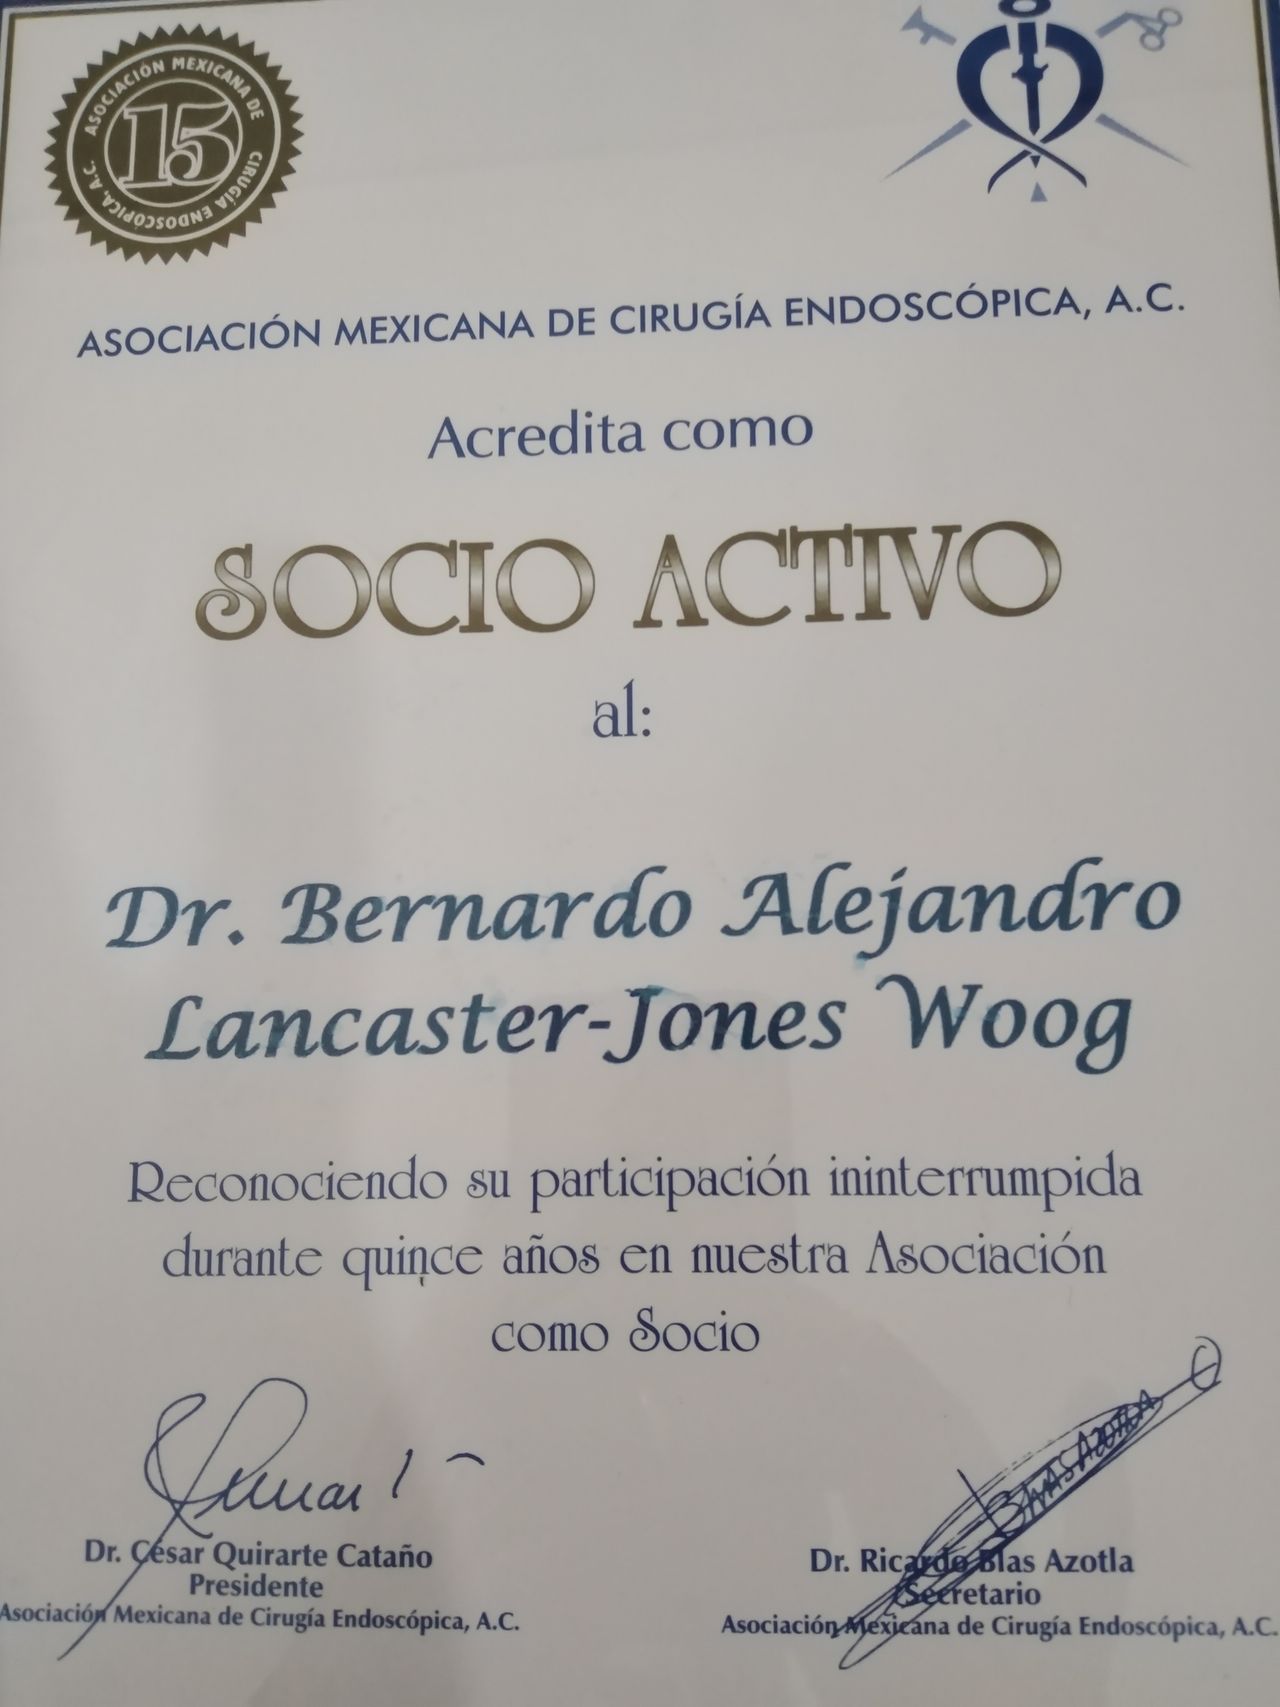 ASOCIACIÓN MEXICANA DE CIRUGÍA ENDOSCÓPICA, A.C.
15
ASOCIACIÓN MEXICANA DE CIRUGÍA ENDOSCÓPICA, A.C.
Acredita como
SOCIO ACTIVO
al:
Dr. Bernardo Alejandro
Lancaster-Jones Woog
Reconociendo su participación ininterrumpida
durante quince años en nuestra Asociación
como Socio
BLAS AZOTLA
Dr. César Quirarte Cataño
Presidente
Asociación Mexicana de Cirugía Endoscópica, A.C.
Dr. Ricardo Blas Azotla
Secretario
Asociación Mexicana de Cirugía Endoscópica, A.C.